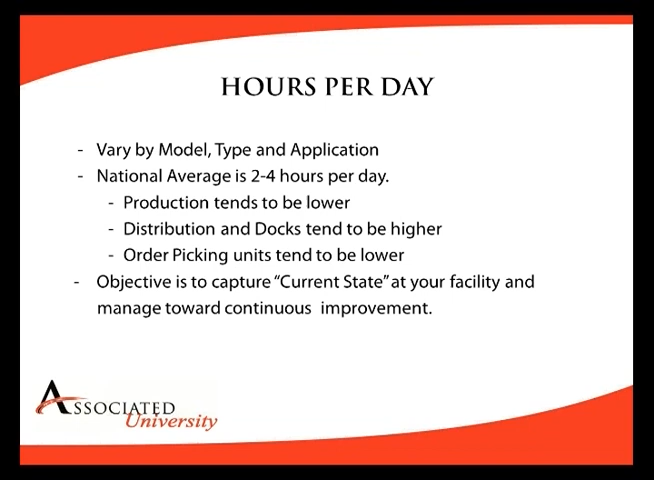 HOURS PER DAY
- Vary by Model, Type and Application
- National Average is 2-4 hours per day.
- Production tends to be lower
- Distribution and Docks tend to be higher
- Order Picking units tend to be lower
- Objective is to capture “Current State” at your facility and
manage toward continuous improvement.
ASSOCIATED
University